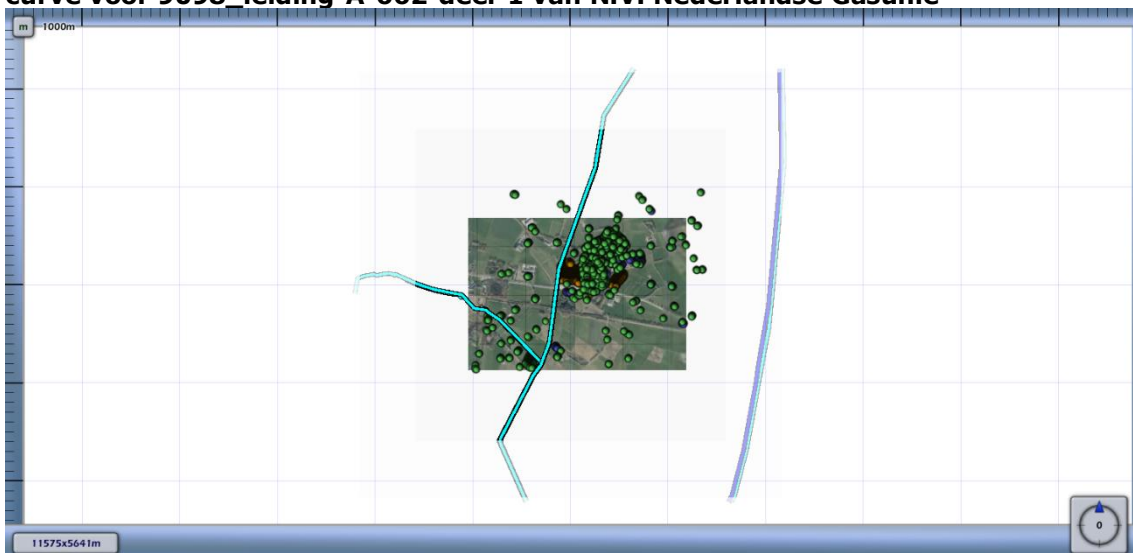 curve voor 9098_leiding-A-602-deel-1 van N.V. Nederlandse Gasunie
m
1000m
11575x5641m
0